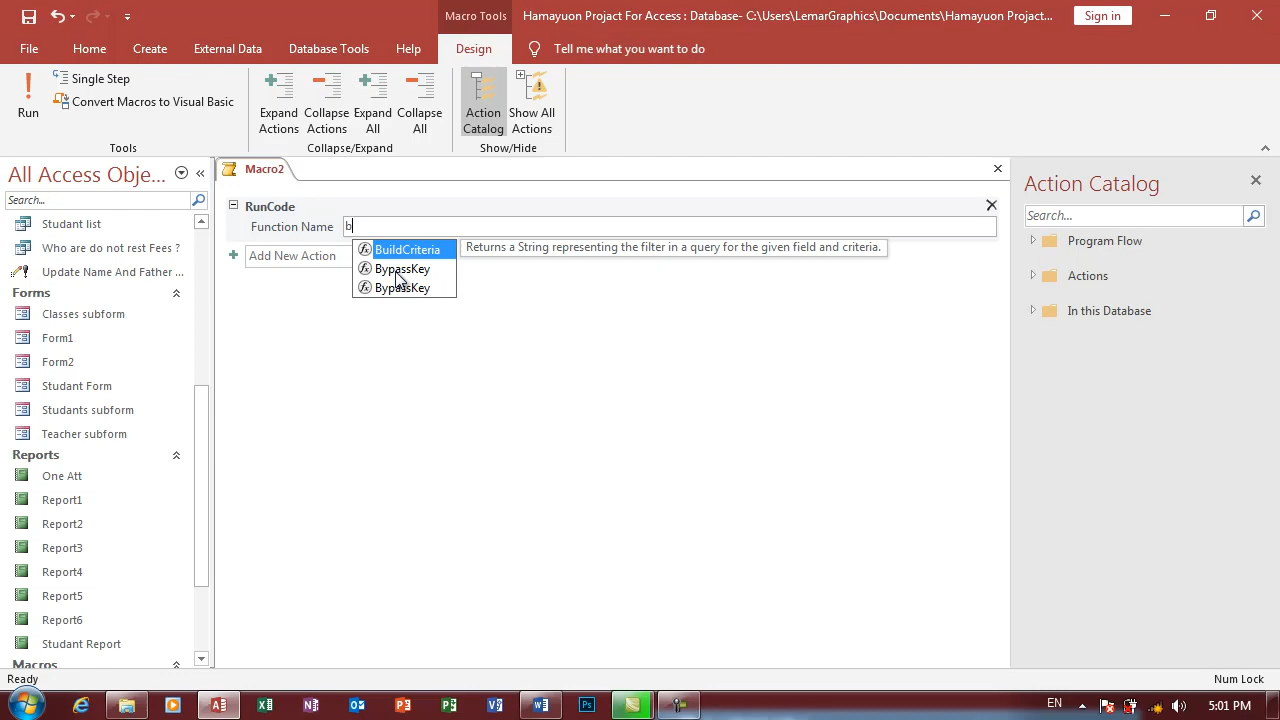 Macro Tools
Hamayuon Project For Access : Database- C:\Users\LemarGraphics\Documents\Hamayuon Project...
Sign in
File
Home
Create
External Data
Database Tools
Help
Design
Tell me what you want to do
Run
Single Step
Convert Macros to Visual Basic
Tools
Expand Actions
Collapse Actions
Expand All
Collapse All
Collapse/Expand
Action Catalog
Show All Actions
Show/Hide
All Access Obje...
Search...
Student list
Who are do not rest Fees ?
Update Name And Father ...
Forms
Classes subform
Form1
Form2
Student Form
Students subform
Teacher subform
Reports
One Att
Report1
Report2
Report3
Report4
Report5
Report6
Student Report
Macros
Macro2
RunCode
Function Name
b
BuildCriteria
Returns a String representing the filter in a query for the given field and criteria.
BypassKey
BypassKey
Add New Action
Action Catalog
Search...
Program Flow
Actions
In this Database
Ready
Num Lock
EN
5:01 PM